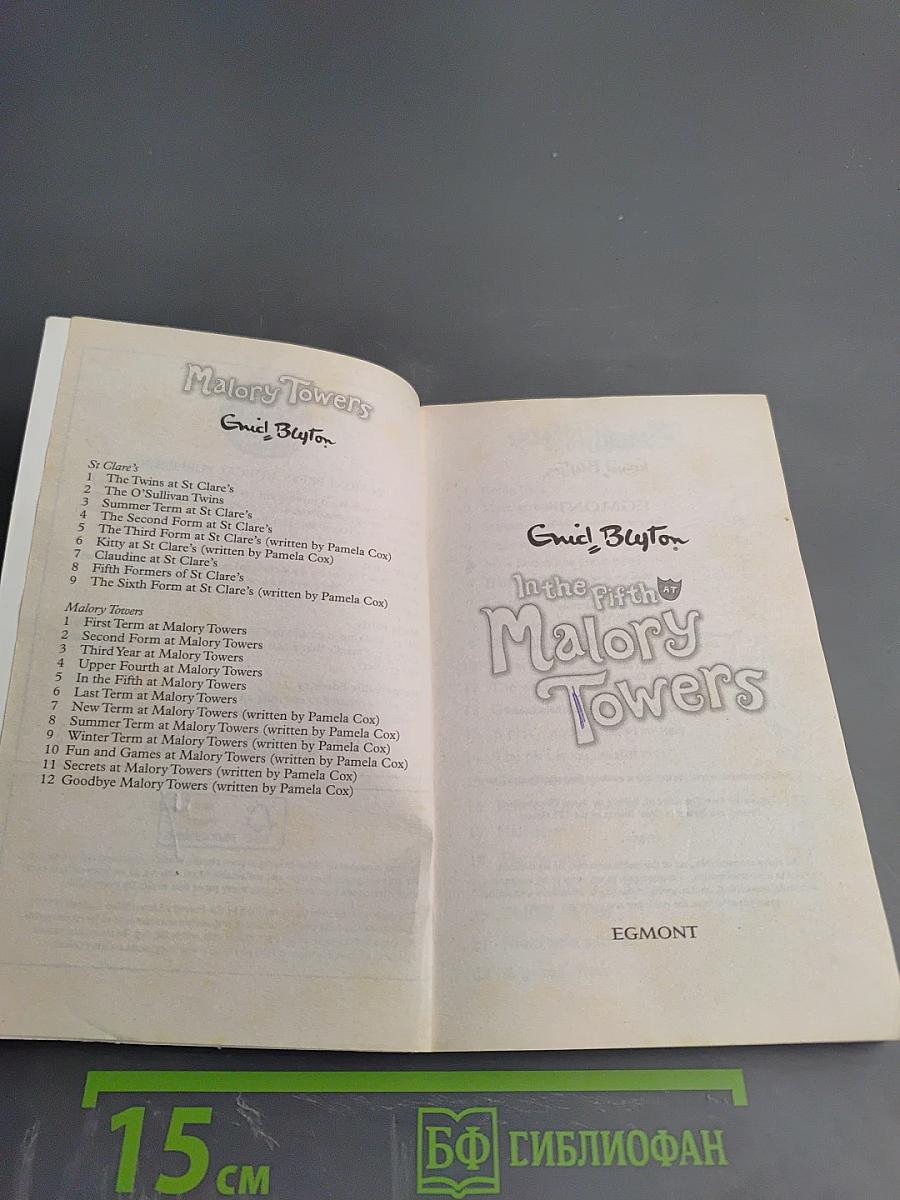 Malory Towers
Enid Blyton
St Clare's
1 The Twins at St Clare's
2 The O'Sullivan Twins
3 Summer Term at St Clare's
4 The Second Form at St Clare's
5 The Third Form at St Clare's (written by Pamela Cox)
6 Kitty at St Clare's (written by Pamela Cox)
7 Claudine at St Clare's
8 Fifth Formers of St Clare's
9 The Sixth Form at St Clare's (written by Pamela Cox)
Malory Towers
1 First Term at Malory Towers
2 Second Form at Malory Towers
3 Third Year at Malory Towers
4 Upper Fourth at Malory Towers
5 In the Fifth at Malory Towers
6 Last Term at Malory Towers
7 New Term at Malory Towers (written by Pamela Cox)
8 Summer Term at Malory Towers (written by Pamela Cox)
9 Winter Term at Malory Towers (written by Pamela Cox)
10 Fun and Games at Malory Towers (written by Pamela Cox)
11 Secrets at Malory Towers (written by Pamela Cox)
12 Goodbye Malory Towers (written by Pamela Cox)
Enid Blyton
In the Fifth AT
Malory
Towers
EGMONT
15 СМ
БФ БИБЛИОФАН